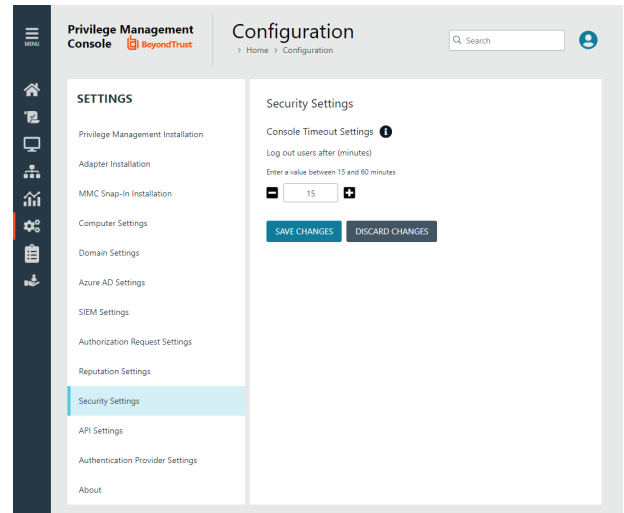 MENU
Privilege Management
Console BeyondTrust
Configuration
› Home › Configuration
Search
SETTINGS
Privilege Management Installation
Adapter Installation
MMC Snap-In Installation
Computer Settings
Domain Settings
Azure AD Settings
SIEM Settings
Authorization Request Settings
Reputation Settings
Security Settings
API Settings
Authentication Provider Settings
About
Security Settings
Console Timeout Settings
Log out users after (minutes)
Enter a value between 15 and 60 minutes
15
SAVE CHANGES DISCARD CHANGES